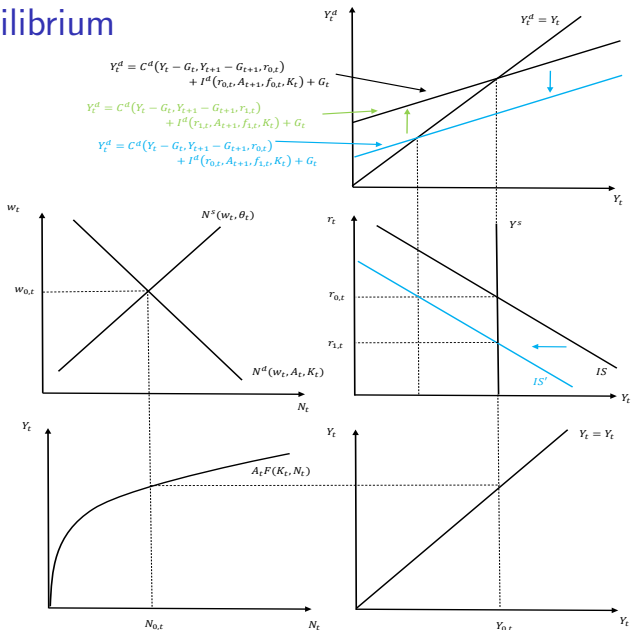 ilibrium
Y_t^d
Y_t^d = Y_t
Y_t^d = C^d(Y_t − G_t, Y_{t+1} − G_{t+1}, r_{0,t})
+ I^d(r_{0,t}, A_{t+1}, f_{0,t}, K_t) + G_t
Y_t^d = C^d(Y_t − G_t, Y_{t+1} − G_{t+1}, r_{1,t})
+ I^d(r_{1,t}, A_{t+1}, f_{1,t}, K_t) + G_t
Y_t^d = C^d(Y_t − G_t, Y_{t+1} − G_{t+1}, r_{0,t})
+ I^d(r_{0,t}, A_{t+1}, f_{1,t}, K_t) + G_t
Y_t
w_t
N^s(w_t, θ_t)
w_{0,t}
N^d(w_t, A_t, K_t)
N_t
r_t
Y^s
r_{0,t}
r_{1,t}
IS
IS'
Y_t
Y_t
A_tF(K_t, N_t)
N_{0,t}
N_t
Y_t
Y_t = Y_t
Y_{0,t}
Y_t